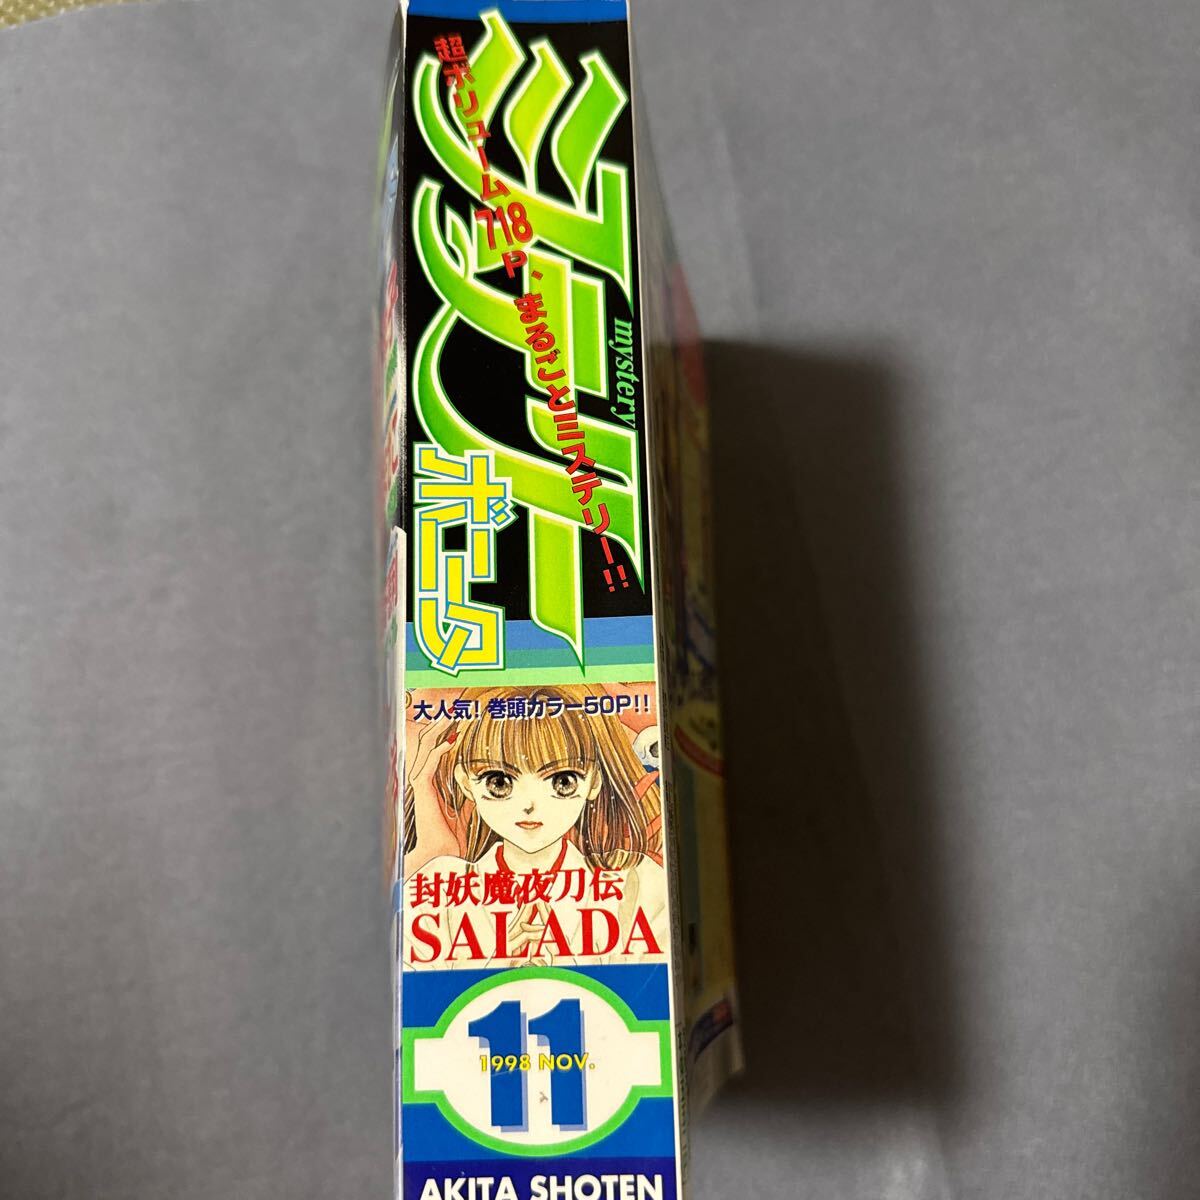 ミステリー
mystery
超ボリューム718P、まるごとミステリー!!
ボニータ
大人気!巻頭カラー50P!!
封妖魔夜刀伝
SALADA
11
1998 NOV.
AKITA SHOTEN